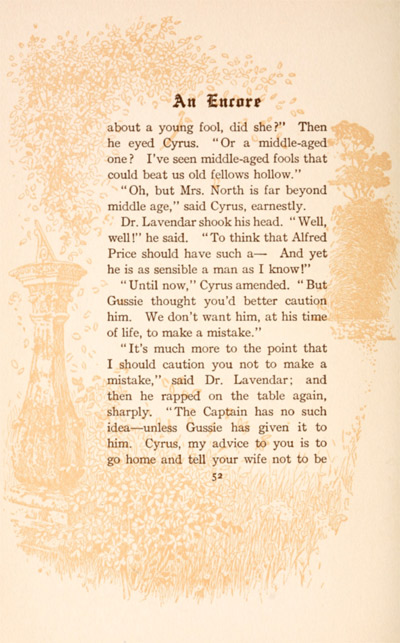 An Encore
about a young fool, did she?" Then
he eyed Cyrus. "Or a middle-aged
one? I've seen middle-aged fools that
could beat us old fellows hollow."
"Oh, but Mrs. North is far beyond
middle age," said Cyrus, earnestly.
Dr. Lavendar shook his head. "Well,
well!" he said. "To think that Alfred
Price should have such a— And yet
he is as sensible a man as I know!"
"Until now," Cyrus amended. "But
Gussie thought you'd better caution
him. We don't want him, at his time
of life, to make a mistake."
"It's much more to the point that
I should caution you not to make a
mistake," said Dr. Lavendar; and
then he rapped on the table again,
sharply. "The Captain has no such
idea—unless Gussie has given it to
him. Cyrus, my advice to you is to
go home and tell your wife not to be
52